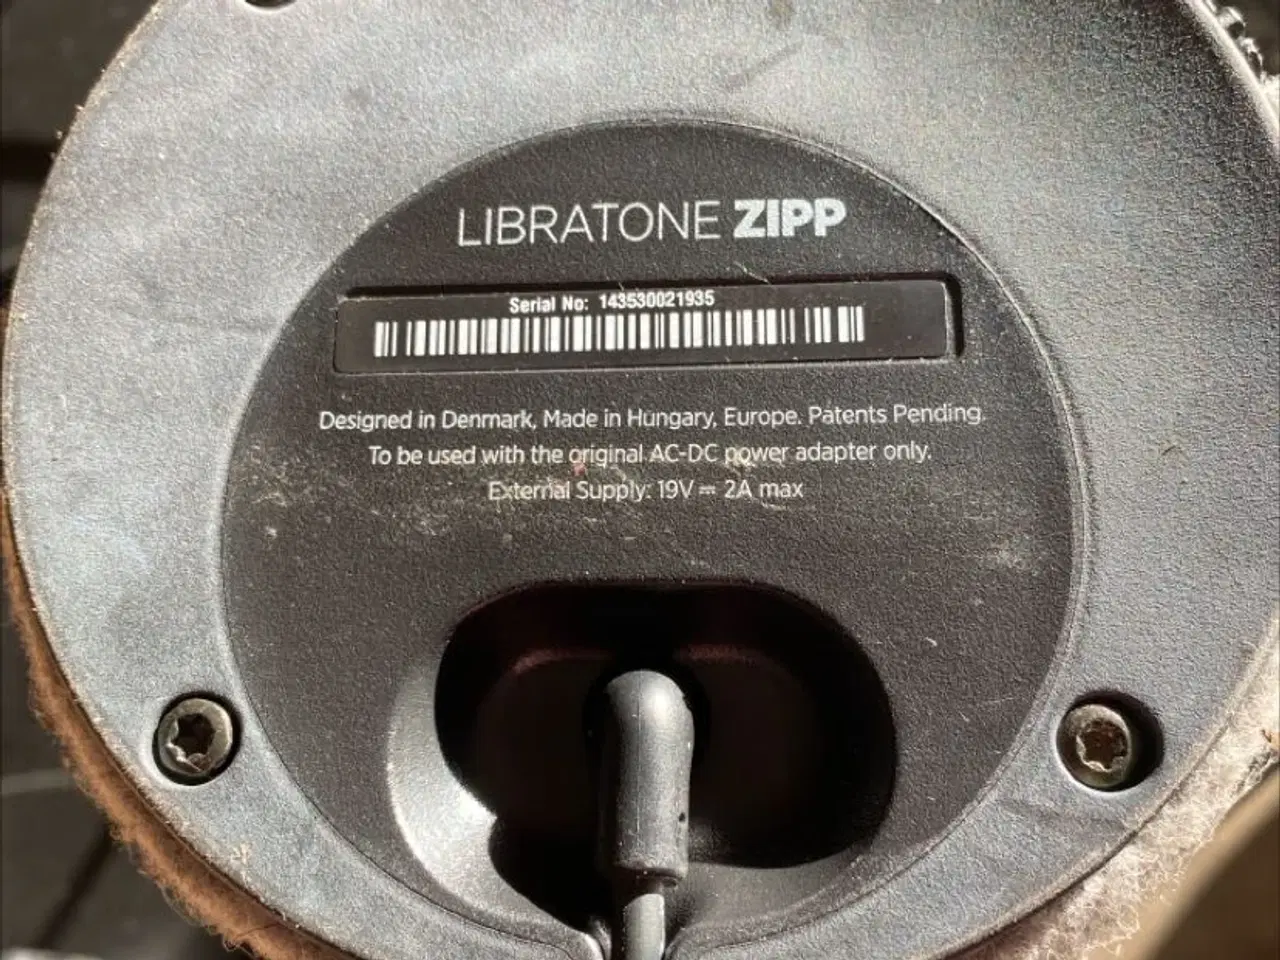 LIBRATONE ZIPP
Serial No: 143530021935
Designed in Denmark, Made in Hungary, Europe. Patents Pending.
To be used with the original AC-DC power adapter only.
External Supply: 19V ⎓ 2A max